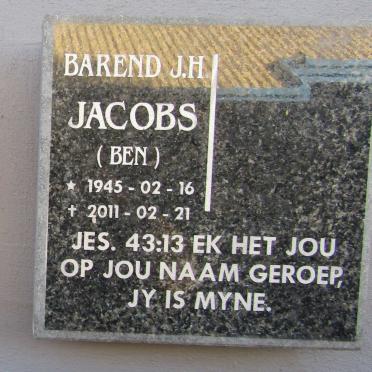 BAREND J.H.
JACOBS
( BEN )
★ 1945 - 02 - 16
✝ 2011 - 02 - 21
JES. 43:13 EK HET JOU
OP JOU NAAM GEROEP,
JY IS MYNE.